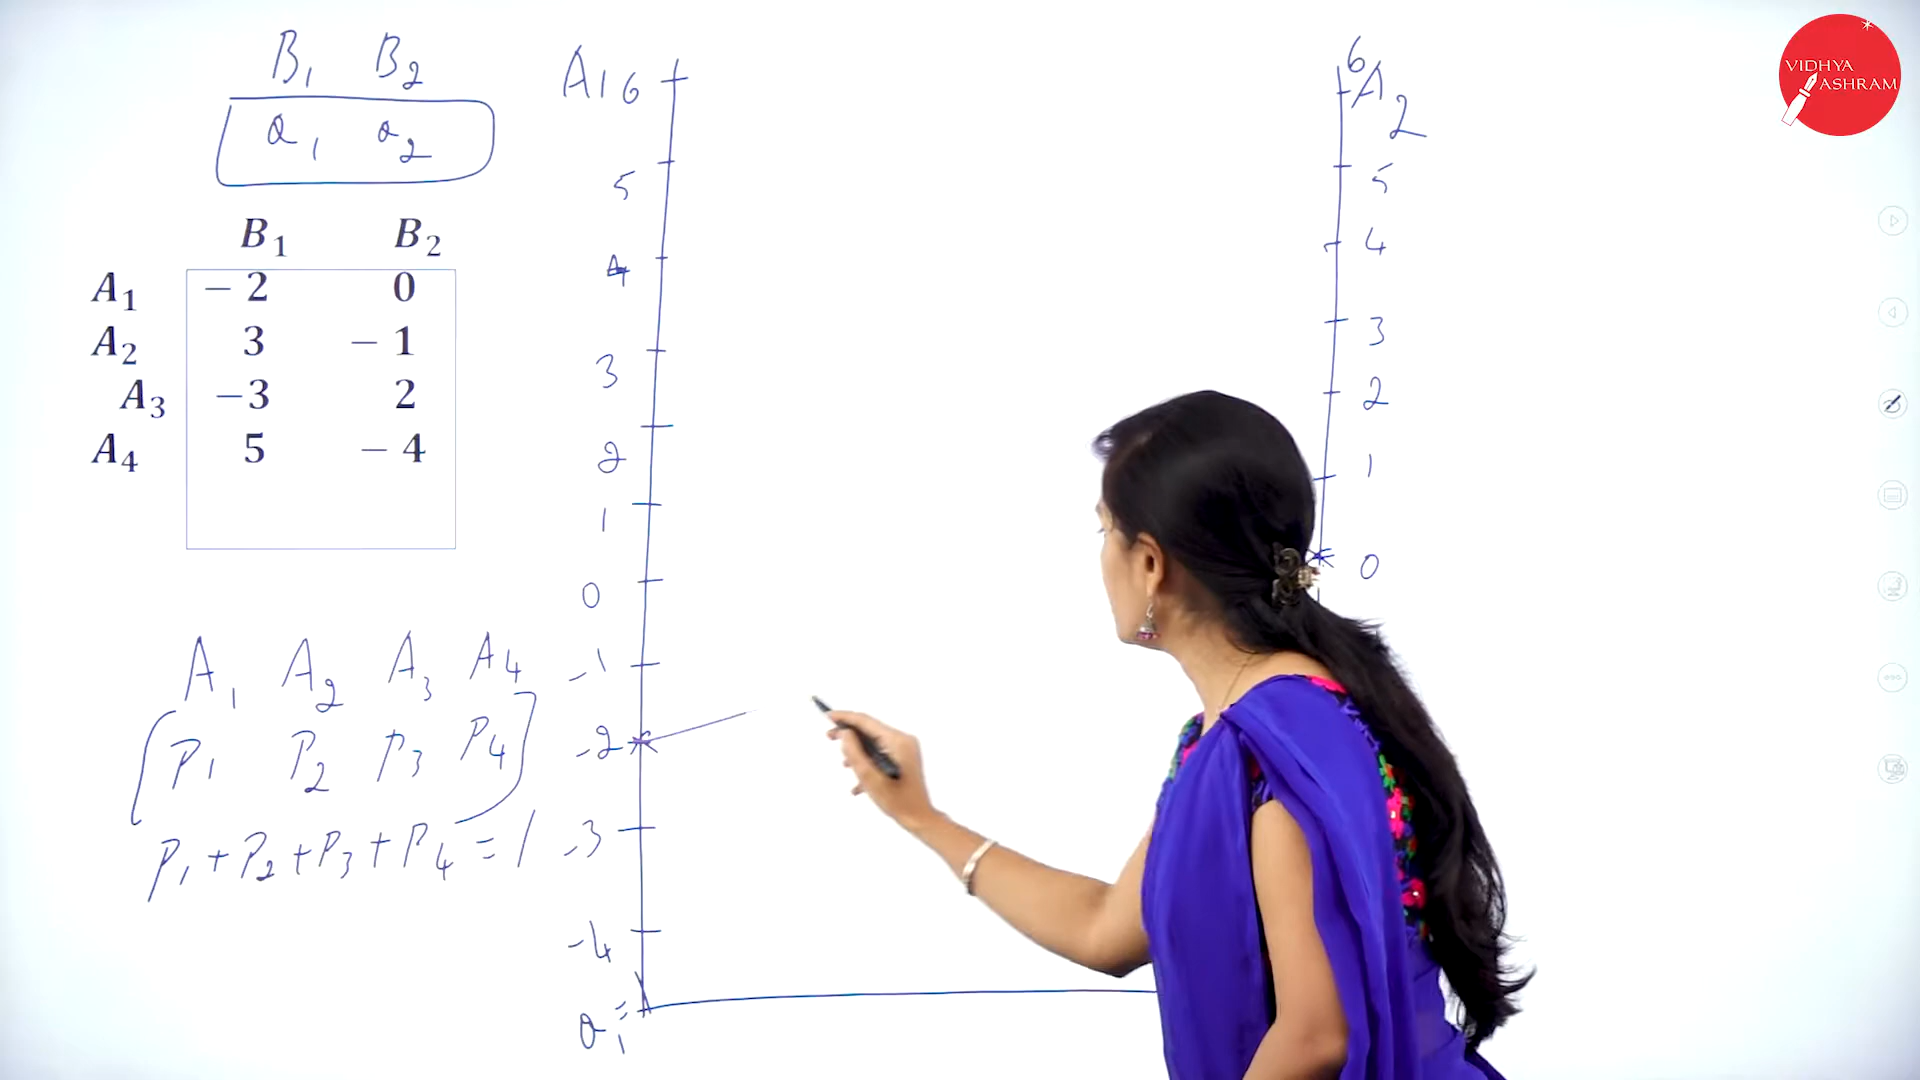 B1 B2
a1 a2
B1 B2
A1 -2 0
A2 3 -1
A3 -3 2
A4 5 -4
A1 A2 A3 A4
P1 P2 P3 P4
P1+P2+P3+P4=1
A1 6
5
4
3
2
1
0
-1
-2
-3
-4
a1=
6 A2
5
4
3
2
1
0
VIDHYA
ASHRAM